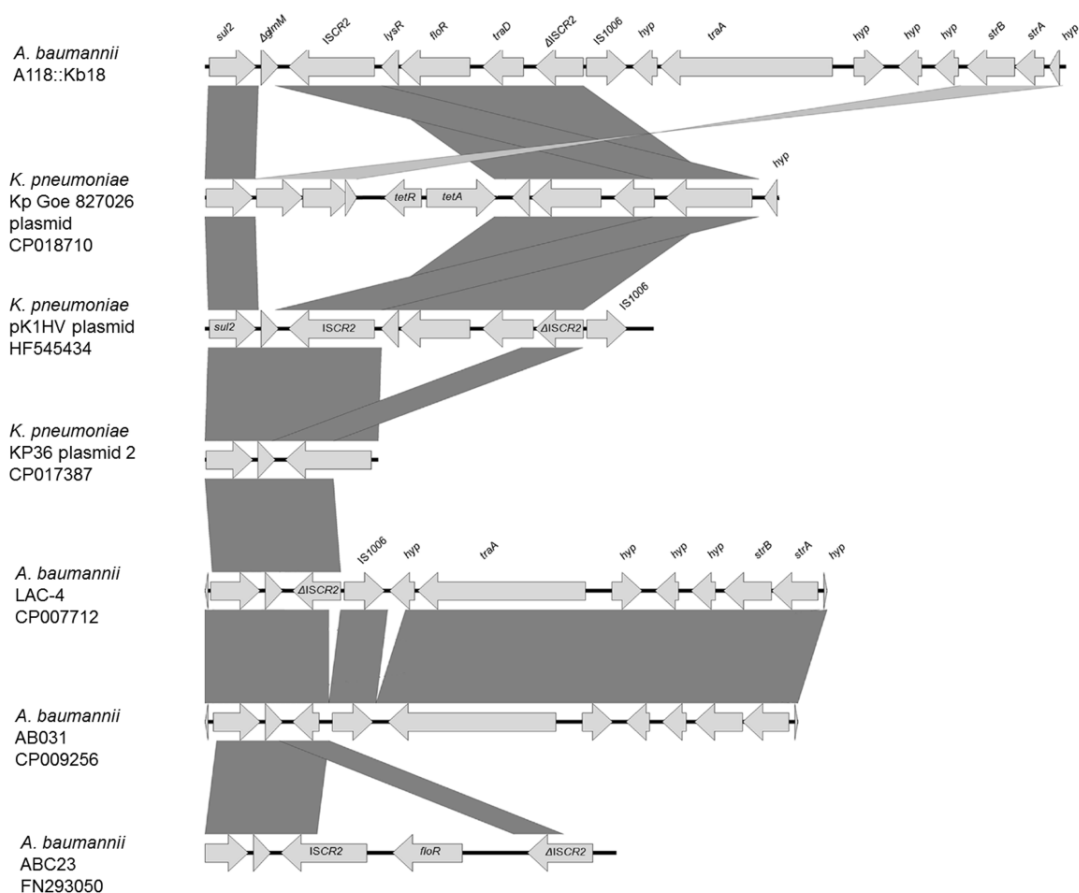 sul2 ΔglmM ISCR2 lysR floR traD ΔISCR2 IS1006 hyp traA hyp hyp hyp strB strA hyp
A. baumannii
A118::Kb18
hyp
K. pneumoniae
Kp Goe 827026
plasmid
CP018710
tetR tetA
IS1006
K. pneumoniae
pK1HV plasmid
HF545434
sul2 ISCR2 ΔISCR2
K. pneumoniae
KP36 plasmid 2
CP017387
IS1006 hyp traA hyp hyp hyp strB strA hyp
A. baumannii
LAC-4
CP007712
ΔISCR2
A. baumannii
AB031
CP009256
A. baumannii
ABC23
FN293050
ISCR2 floR ΔISCR2